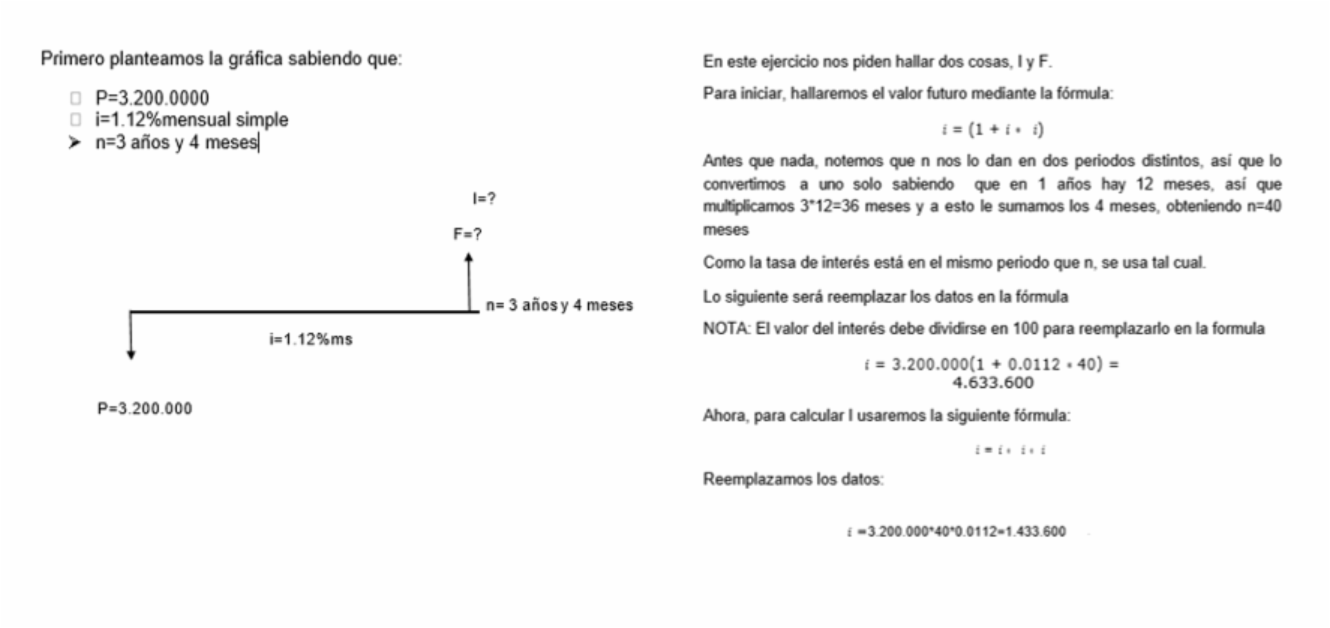 Primero planteamos la gráfica sabiendo que:
P=3.200.0000
i=1.12%mensual simple
➤ n=3 años y 4 meses
I=?
F=?
n= 3 años y 4 meses
i=1.12%ms
P=3.200.000
En este ejercicio nos piden hallar dos cosas, I y F.
Para iniciar, hallaremos el valor futuro mediante la fórmula:
𝑖 = (1 + 𝑖 * 𝑖)
Antes que nada, notemos que n nos lo dan en dos periodos distintos, así que lo
convertimos a uno solo sabiendo que en 1 años hay 12 meses, así que
multiplicamos 3*12=36 meses y a esto le sumamos los 4 meses, obteniendo n=40
meses
Como la tasa de interés está en el mismo periodo que n, se usa tal cual.
Lo siguiente será reemplazar los datos en la fórmula
NOTA: El valor del interés debe dividirse en 100 para reemplazarlo en la formula
𝑖 = 3.200.000(1 + 0.0112 * 40) =
4.633.600
Ahora, para calcular I usaremos la siguiente fórmula:
𝑖 = 𝑖 * 𝑖 * 𝑖
Reemplazamos los datos:
𝑖 =3.200.000*40*0.0112=1.433.600